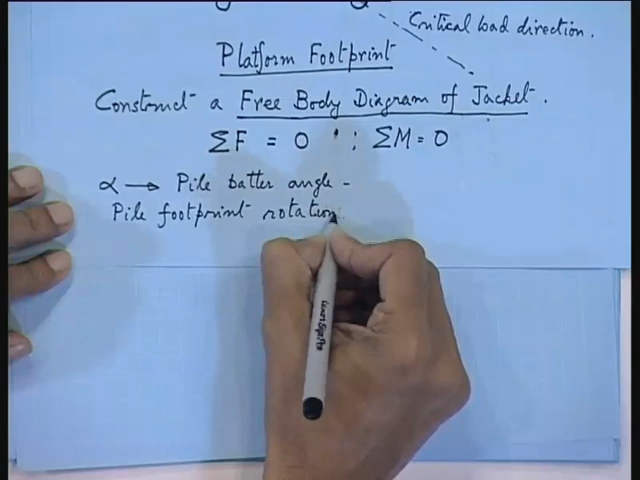 Critical load direction.
Platform Footprint
Construct a Free Body Diagram of Jacket.
ΣF = 0 ; ΣM = 0
α → Pile batter angle -
Pile footprint rotation